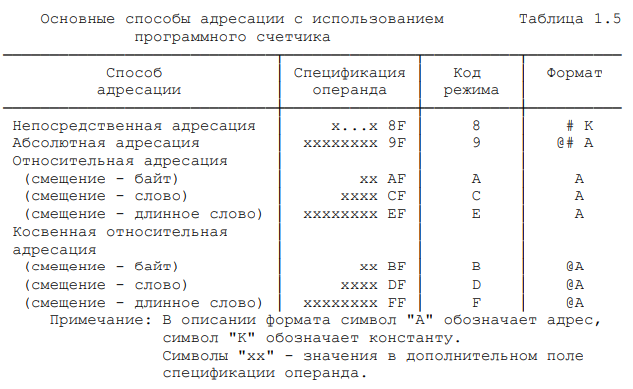 Основные способы адресации с использованием Таблица 1.5
программного счетчика
Способ Спецификация Код Формат
адресации операнда режима
Непосредственная адресация x...x 8F 8 # K
Абсолютная адресация xxxxxxxx 9F 9 @# A
Относительная адресация
(смещение - байт) xx AF A A
(смещение - слово) xxxx CF C A
(смещение - длинное слово) xxxxxxxx EF E A
Косвенная относительная
адресация
(смещение - байт) xx BF B @A
(смещение - слово) xxxx DF D @A
(смещение - длинное слово) xxxxxxxx FF F @A
Примечание: В описании формата символ "A" обозначает адрес,
символ "K" обозначает константу.
Символы "xx" - значения в дополнительном поле
спецификации операнда.